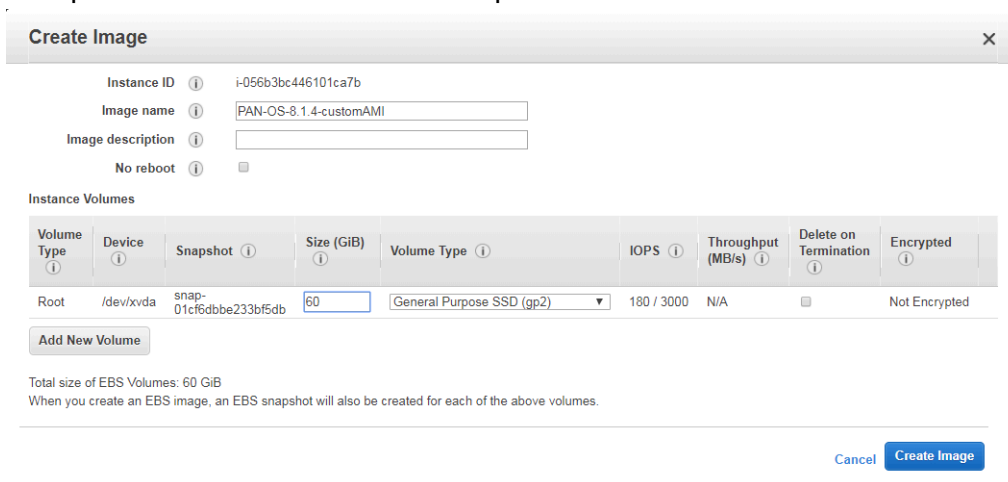 Create Image
×
Instance ID i i-056b3bc446101ca7b
Image name i PAN-OS-8.1.4-customAMI
Image description i
No reboot i
Instance Volumes
Volume Type i Device i Snapshot i Size (GiB) i Volume Type i IOPS i Throughput (MB/s) i Delete on Termination i Encrypted i
Root /dev/xvda snap-01cf6dbbe233bf5db 60 General Purpose SSD (gp2) 180 / 3000 N/A Not Encrypted
Add New Volume
Total size of EBS Volumes: 60 GiB
When you create an EBS image, an EBS snapshot will also be created for each of the above volumes.
Cancel Create Image